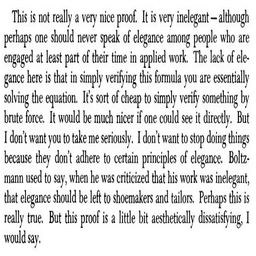 This is not really a very nice proof. It is very inelegant—although
perhaps one should never speak of elegance among people who are
engaged at least part of their time in applied work. The lack of ele-
gance here is that in simply verifying this formula you are essentially
solving the equation. It's sort of cheap to simply verify something by
brute force. It would be much nicer if one could see it directly. But
I don't want you to take me seriously. I don't want to stop doing things
because they don't adhere to certain principles of elegance. Boltz-
mann used to say, when he was criticized that his work was inelegant,
that elegance should be left to shoemakers and tailors. Perhaps this is
really true. But this proof is a little bit aesthetically dissatisfying, I
would say.